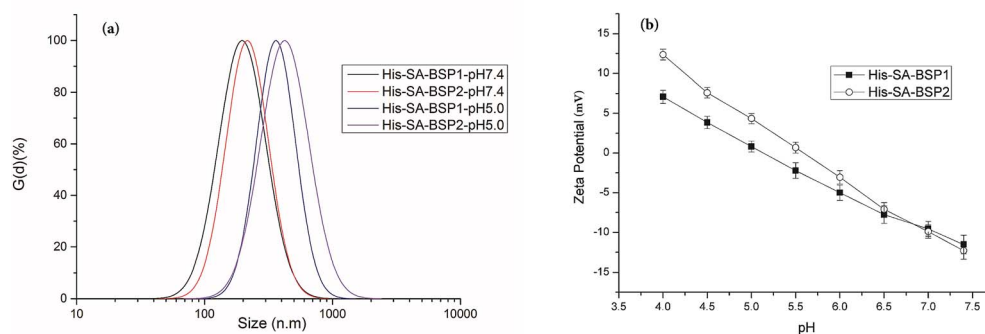 (a)
G(d)(%)
100
80
60
40
20
0
10
100
1000
10000
Size (n.m)
His-SA-BSP1-pH7.4
His-SA-BSP2-pH7.4
His-SA-BSP1-pH5.0
His-SA-BSP2-pH5.0
(b)
Zeta Potential (mV)
15
10
5
0
-5
-10
-15
3.5
4.0
4.5
5.0
5.5
6.0
6.5
7.0
7.5
pH
His-SA-BSP1
His-SA-BSP2